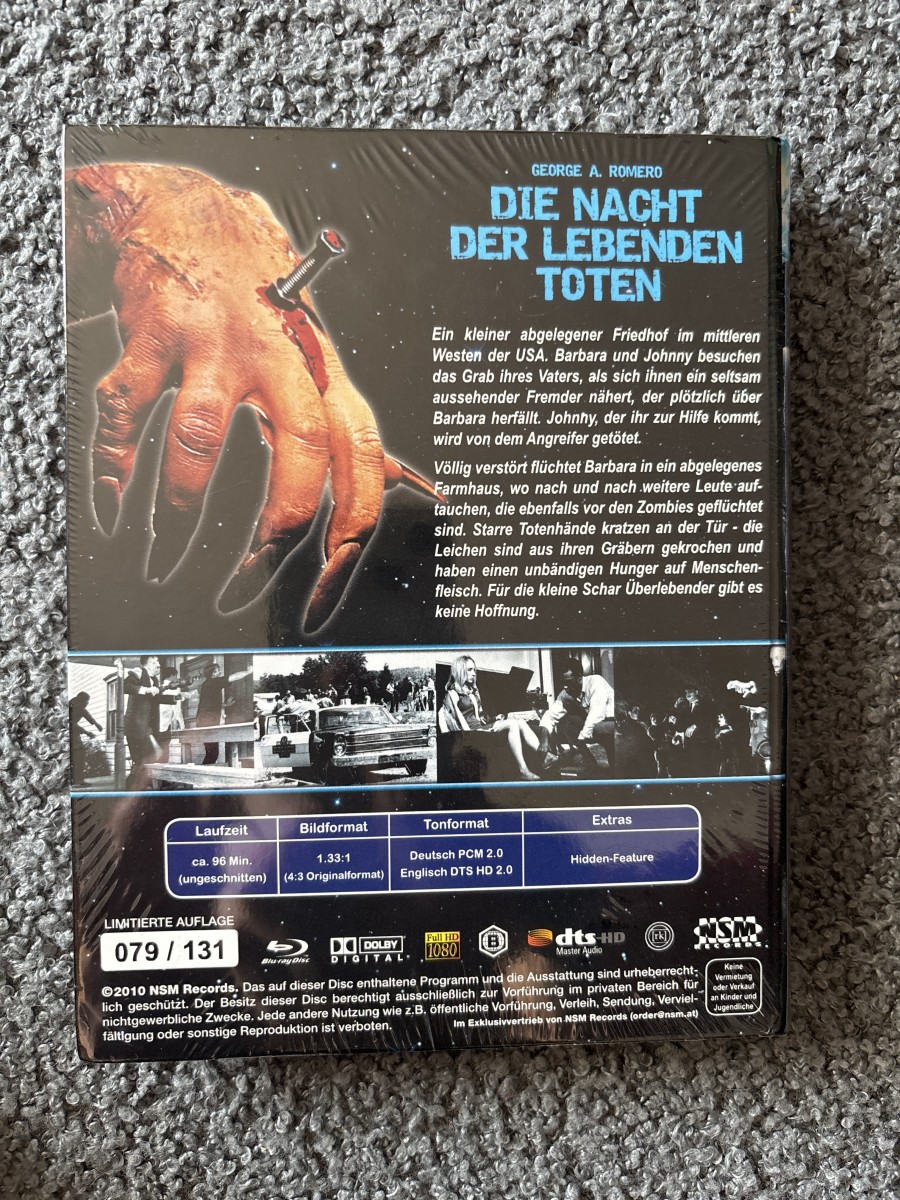 GEORGE A. ROMERO
DIE NACHT
DER LEBENDEN
TOTEN
Ein kleiner abgelegener Friedhof im mittleren
Westen der USA. Barbara und Johnny besuchen
das Grab ihres Vaters, als sich ihnen ein seltsam
aussehender Fremder nähert, der plötzlich über
Barbara herfällt. Johnny, der ihr zur Hilfe kommt,
wird von dem Angreifer getötet.
Völlig verstört flüchtet Barbara in ein abgelegenes
Farmhaus, wo nach und nach weitere Leute auf-
tauchen, die ebenfalls vor den Zombies geflüchtet
sind. Starre Totenhände kratzen an der Tür - die
Leichen sind aus ihren Gräbern gekrochen und
haben einen unbändigen Hunger auf Menschen-
fleisch. Für die kleine Schar Überlebender gibt es
keine Hoffnung.
Laufzeit Bildformat Tonformat Extras
ca. 96 Min. 1.33:1 Deutsch PCM 2.0 Hidden-Feature
(ungeschnitten) (4:3 Originalformat) Englisch DTS HD 2.0
LIMITIERTE AUFLAGE
079 / 131
Blu-ray Disc
DOLBY
DIGITAL
Full HD
1080
B
dts-HD
Master Audio
rk
NSM
RECORDS
©2010 NSM Records. Das auf dieser Disc enthaltene Programm und die Ausstattung sind urheberrecht-
lich geschützt. Der Besitz dieser Disc berechtigt ausschließlich zur Vorführung im privaten Bereich für
nichtgewerbliche Zwecke. Jede andere Nutzung wie z.B. öffentliche Vorführung, Verleih, Sendung, Verviel-
fältigung oder sonstige Reproduktion ist verboten.
Im Exklusivvertrieb von NSM Records (order@nsm.at)
Keine
Vermietung
oder Verkauf
an Kinder und
Jugendliche